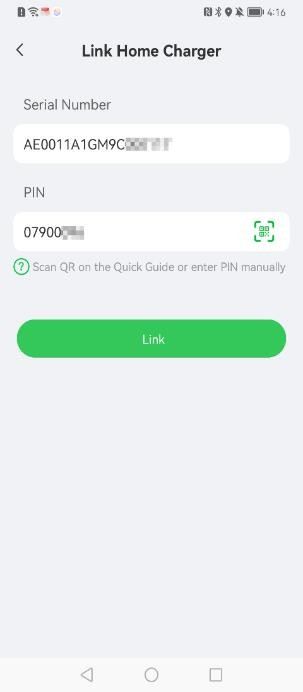 4:16
Link Home Charger
Serial Number
AE0011A1GM9C
PIN
07900
Scan QR on the Quick Guide or enter PIN manually
Link